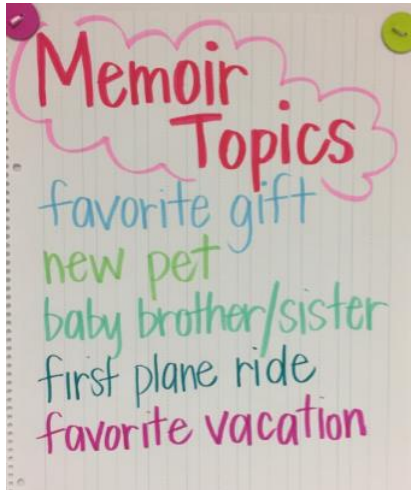 Memoir
Topics
favorite gift
new pet
baby brother/sister
first plane ride
favorite vacation